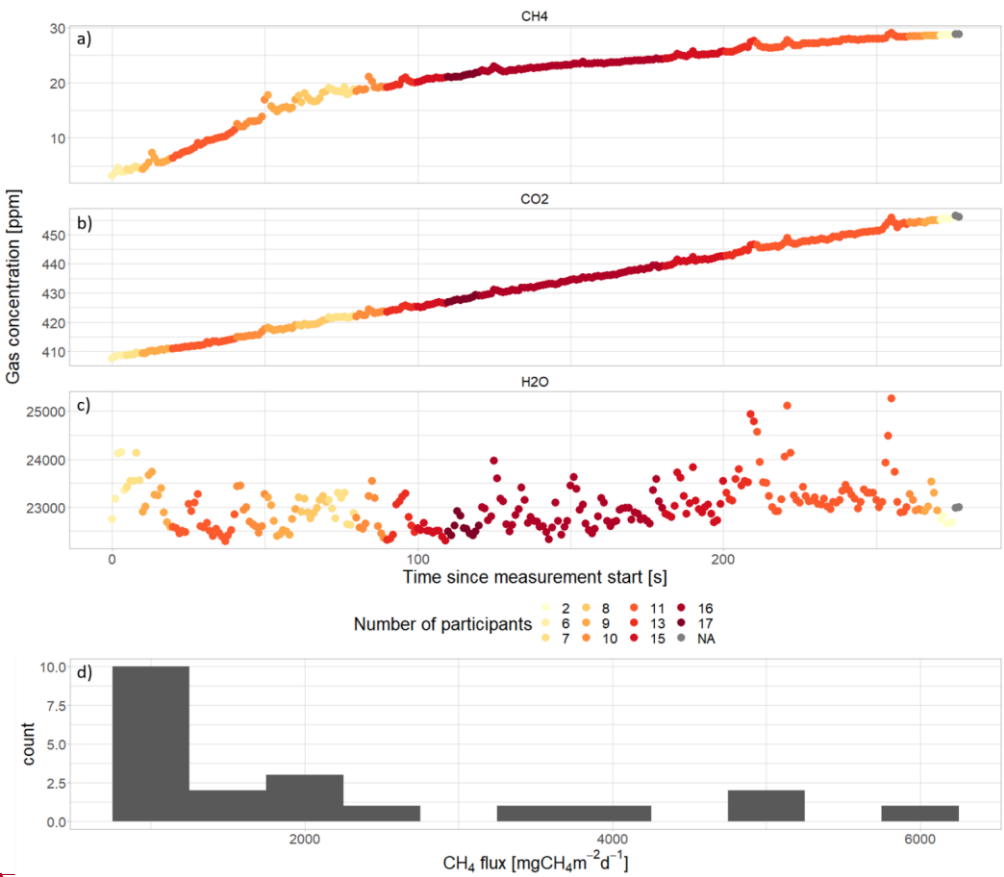 CH4
a)
30
20
10
CO2
b)
450
440
430
420
410
Gas concentration [ppm]
H2O
c)
25000
24000
23000
0 100 200
Time since measurement start [s]
Number of participants
2 8 11 16
6 9 13 17
7 10 15 NA
d)
10.0
7.5
5.0
2.5
0.0
count
2000 4000 6000
CH₄ flux [mgCH₄m⁻²d⁻¹]